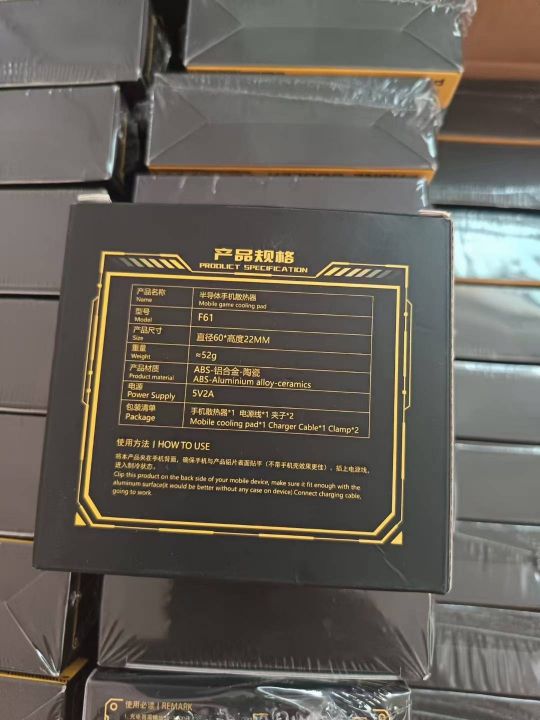 产品规格
PRODUCT SPECIFICATION
产品名称 半导体手机散热器
Name Mobile game cooling pad
型号 F61
Model
产品尺寸 直径60*高度22MM
Size
重量 ≈52g
Weight
产品材质 ABS-铝合金-陶瓷
Product material ABS-Aluminium alloy-ceramics
电源 5V2A
Power Supply
包装清单 手机散热器*1 电源线*1 夹子*2
Package Mobile cooling pad*1 Charger Cable*1 Clamp*2
使用方法 | HOW TO USE
将本产品夹在手机背面，确保手机与产品铝片表面贴平（不带手机壳效果更佳），插上电源线，
进入制冷状态。
Clip this product on the back side of your mobile device, make sure it fit enough with the
aluminum surface(it would be better without any case on device) Connect charging cable,
going to work.
使用必读 | REMARK